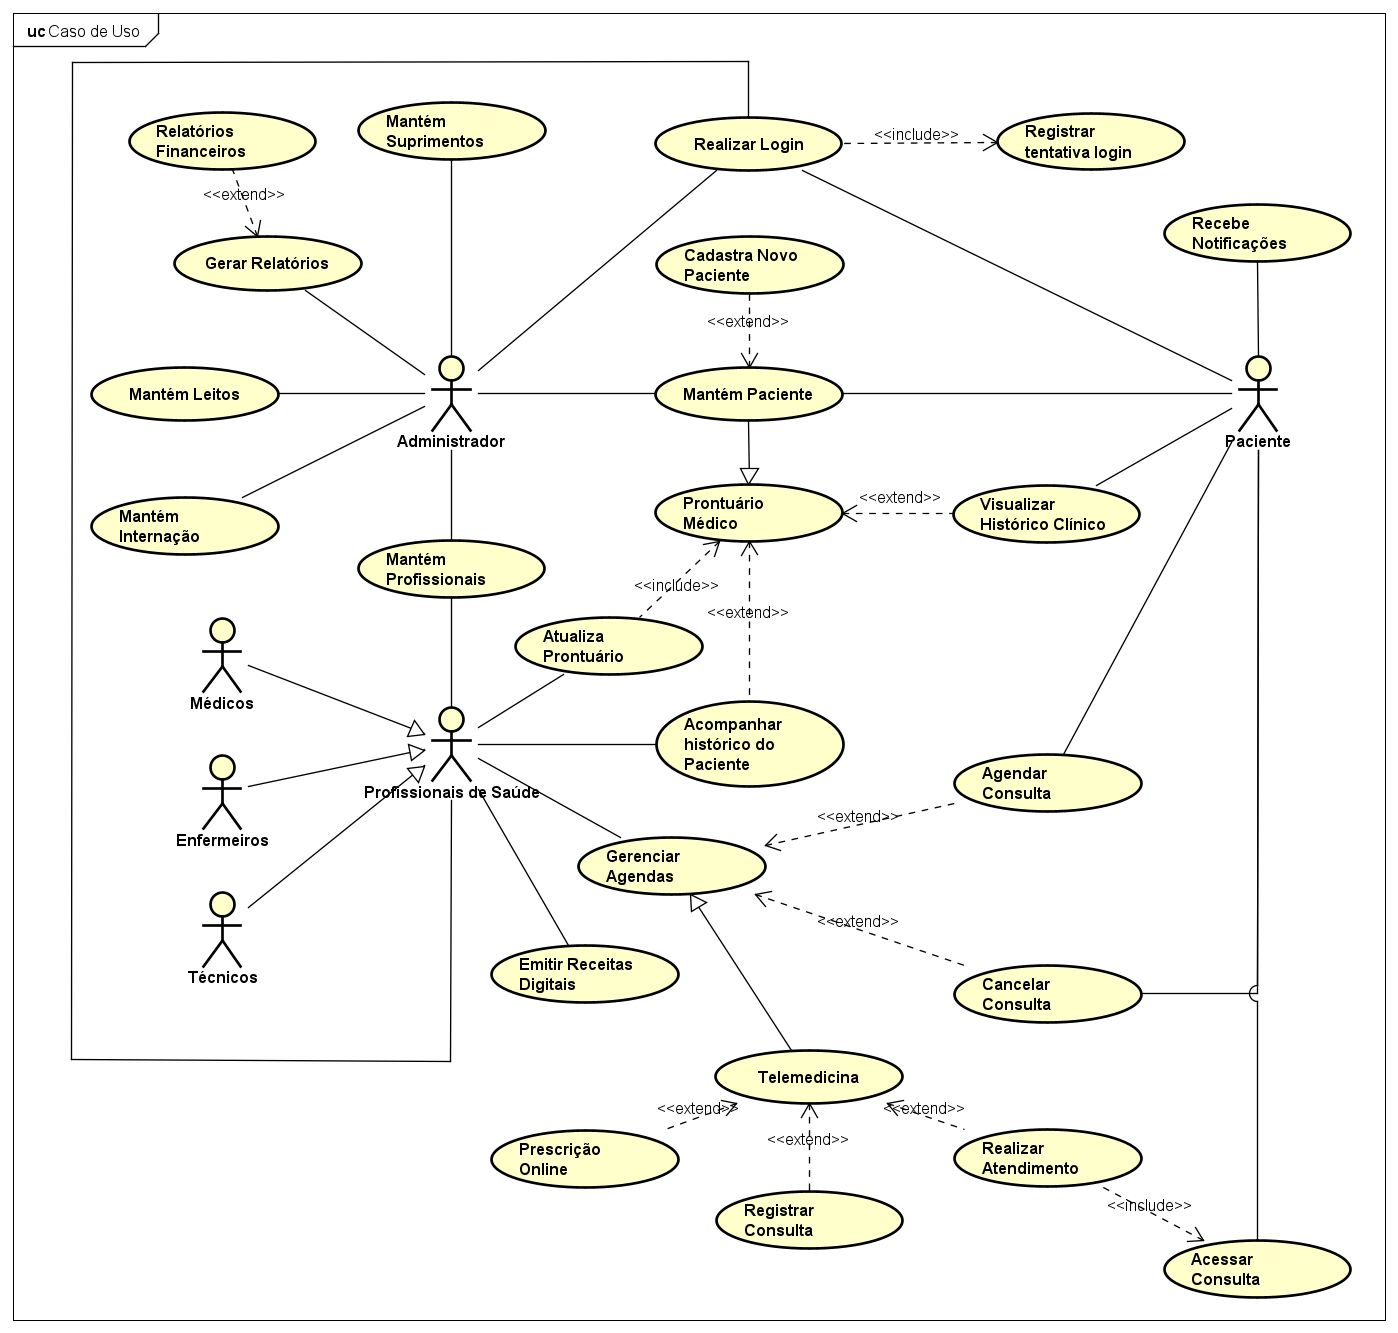 uc Caso de Uso
Relatórios
Financeiros
Mantém
Suprimentos
Realizar Login
<<include>>
Registrar
tentativa login
<<extend>>
Recebe
Notificações
Gerar Relatórios
Cadastra Novo
Paciente
<<extend>>
Mantém Leitos
Mantém Paciente
Administrador
Paciente
Mantém
Internação
Prontuário
Médico
<<extend>>
Visualizar
Histórico Clínico
Mantém
Profissionais
<<include>>
<<extend>>
Atualiza
Prontuário
Médicos
Acompanhar
histórico do
Paciente
Profissionais de Saúde
Agendar
Consulta
<<extend>>
Enfermeiros
Gerenciar
Agendas
<<extend>>
Técnicos
Emitir Receitas
Digitais
Cancelar
Consulta
Telemedicina
<<extend>>
<<extend>>
<<extend>>
Prescrição
Online
Realizar
Atendimento
Registrar
Consulta
<<include>>
Acessar
Consulta